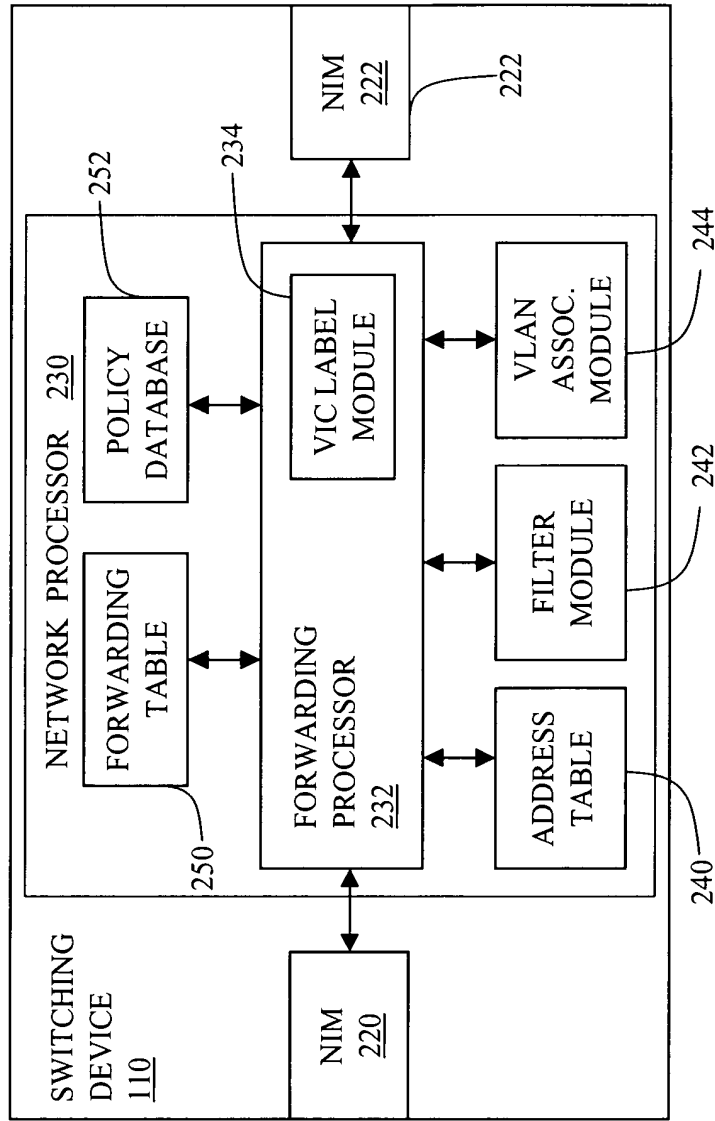 SWITCHING
DEVICE
110
NETWORK PROCESSOR 230
FORWARDING
TABLE
250
POLICY
DATABASE
252
NIM
220
FORWARDING
PROCESSOR
232
VIC LABEL
MODULE
234
NIM
222
222
ADDRESS
TABLE
240
FILTER
MODULE
242
VLAN
ASSOC.
MODULE
244